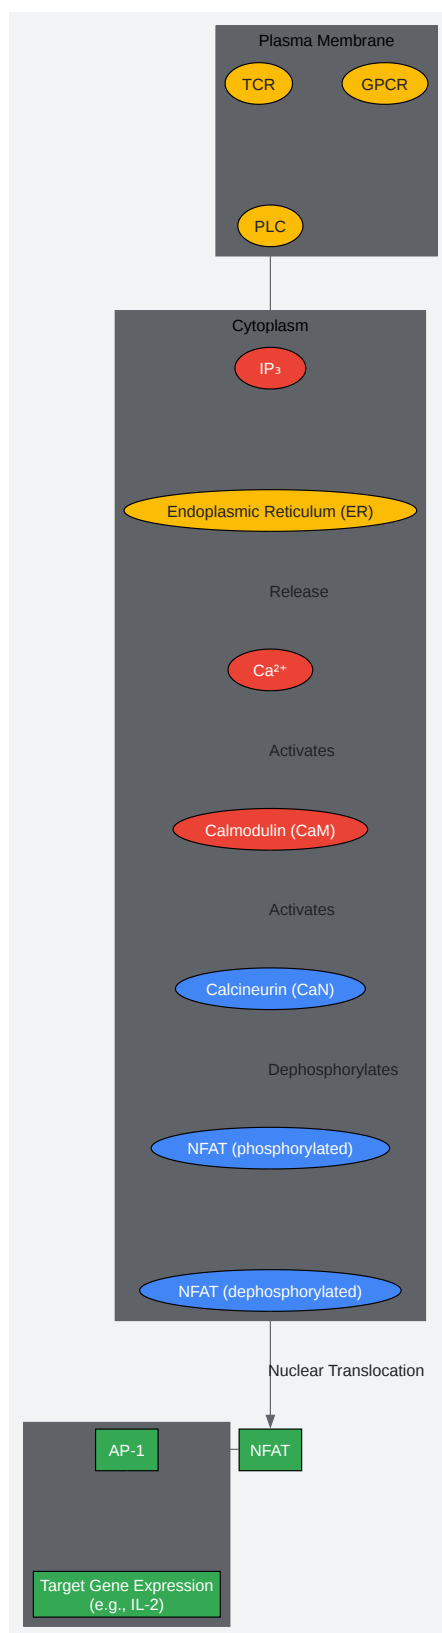 Plasma Membrane
TCR
GPCR
PLC
Cytoplasm
IP₃
Endoplasmic Reticulum (ER)
Release
Ca²⁺
Activates
Calmodulin (CaM)
Activates
Calcineurin (CaN)
Dephosphorylates
NFAT (phosphorylated)
NFAT (dephosphorylated)
Nuclear Translocation
AP-1
NFAT
Target Gene Expression
(e.g., IL-2)